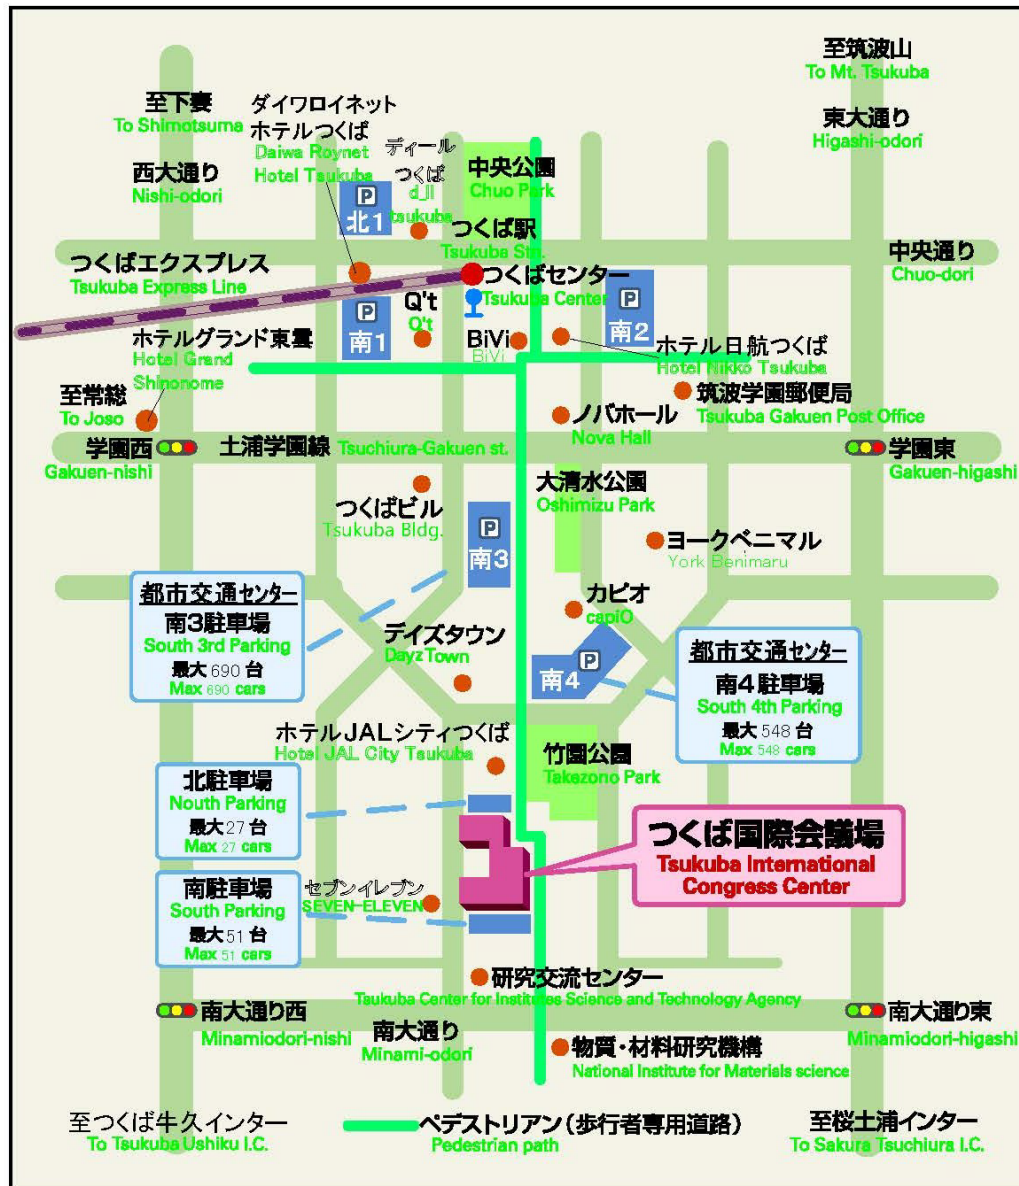 至筑波山
To Mt. Tsukuba
至下妻
To Shimotsuma
ダイワロイネット
ホテルつくば
Daiwa Roynet
Hotel Tsukuba
ディール
つくば
d_ll
tsukuba
中央公園
Chuo Park
東大通り
Higashi-odori
西大通り
Nishi-odori
P
北1
つくば駅
Tsukuba Stn.
中央通り
Chuo-dori
つくばエクスプレス
Tsukuba Express Line
つくばセンター
Tsukuba Center
Q't
Q't
P
南1
P
南2
BiVi
BiVi
ホテルグランド東雲
Hotel Grand
Shinonome
ホテル日航つくば
Hotel Nikko Tsukuba
至常総
To Joso
筑波学園郵便局
Tsukuba Gakuen Post Office
ノバホール
Nova Hall
学園西
Gakuen-nishi
土浦学園線 Tsuchiura-Gakuen st.
学園東
Gakuen-higashi
つくばビル
Tsukuba Bldg.
大清水公園
Oshimizu Park
P
南3
ヨークベニマル
York Benimaru
都市交通センター
南3駐車場
South 3rd Parking
最大 690 台
Max 690 cars
カピオ
capiO
デイズタウン
Dayz Town
P
南4
都市交通センター
南4駐車場
South 4th Parking
最大 548 台
Max 548 cars
ホテルJALシティつくば
Hotel JAL City Tsukuba
竹園公園
Takezono Park
北駐車場
Nouth Parking
最大 27 台
Max 27 cars
つくば国際会議場
Tsukuba International
Congress Center
南駐車場
South Parking
最大 51 台
Max 51 cars
セブンイレブン
SEVEN-ELEVEN
研究交流センター
Tsukuba Center for Institutes Science and Technology Agency
南大通り西
Minamiodori-nishi
南大通り
Minami-odori
南大通り東
Minamiodori-higashi
物質・材料研究機構
National Institute for Materials science
至つくば牛久インター
To Tsukuba Ushiku I.C.
ペデストリアン(歩行者専用道路)
Pedestrian path
至桜土浦インター
To Sakura Tsuchiura I.C.